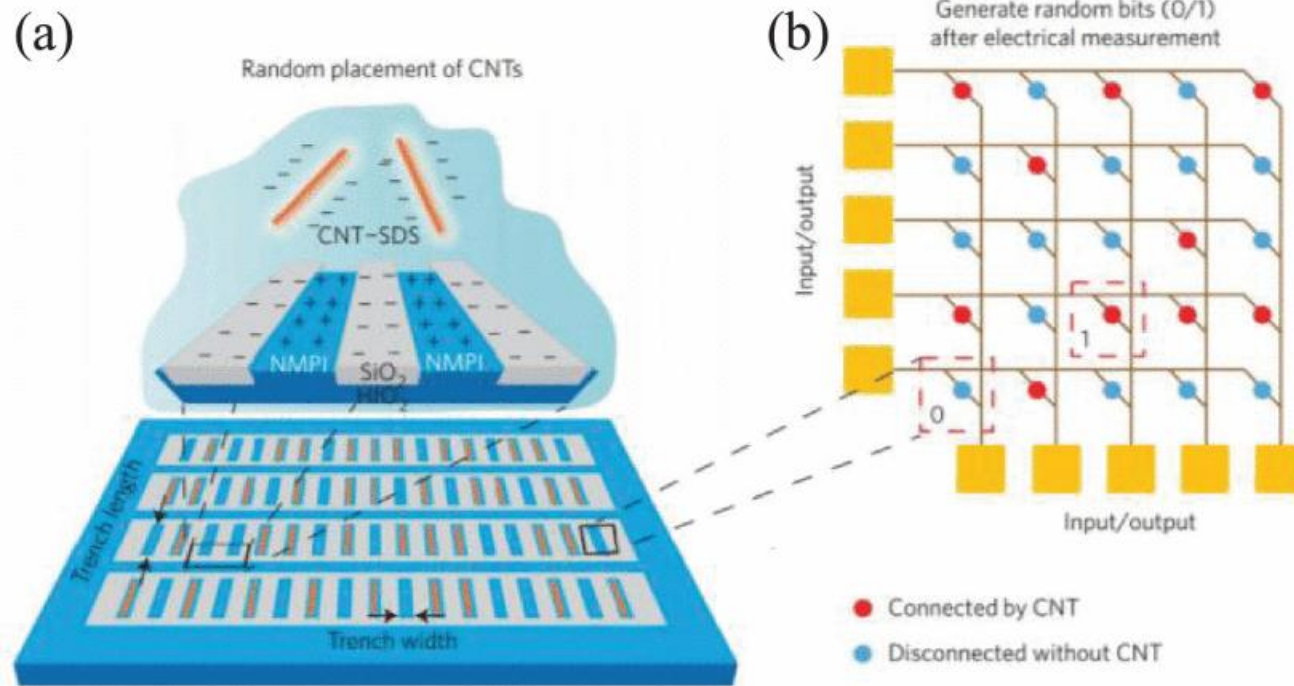 (a)
Random placement of CNTs
CNT–SDS
NMPI
NMPI
SiO2
HfO2
Trench length
Trench width
(b)
Generate random bits (0/1)
after electrical measurement
Input/output
1
0
Input/output
Connected by CNT
Disconnected without CNT